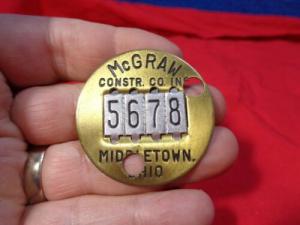 McGRAW
CONSTR. CO. INC
5678
MIDDLETOWN.
OHIO